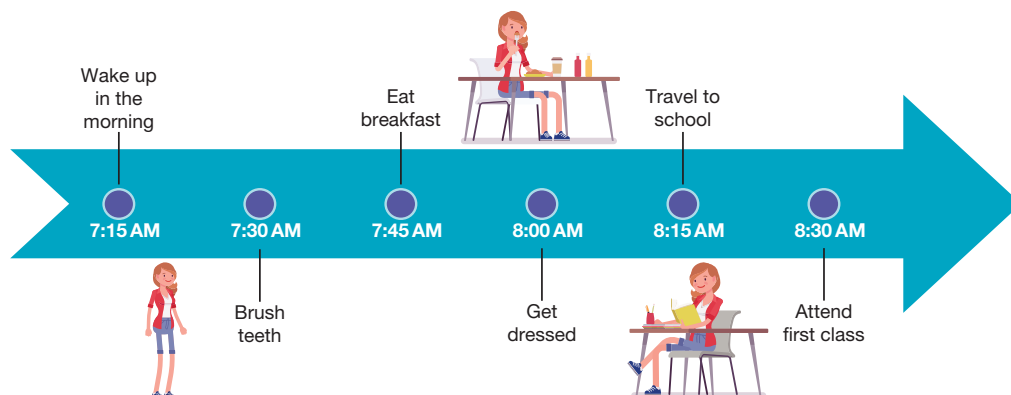 Wake up
in the
morning
Eat
breakfast
Travel to
school
7:15 AM
7:30 AM
7:45 AM
8:00 AM
8:15 AM
8:30 AM
Brush
teeth
Get
dressed
Attend
first class